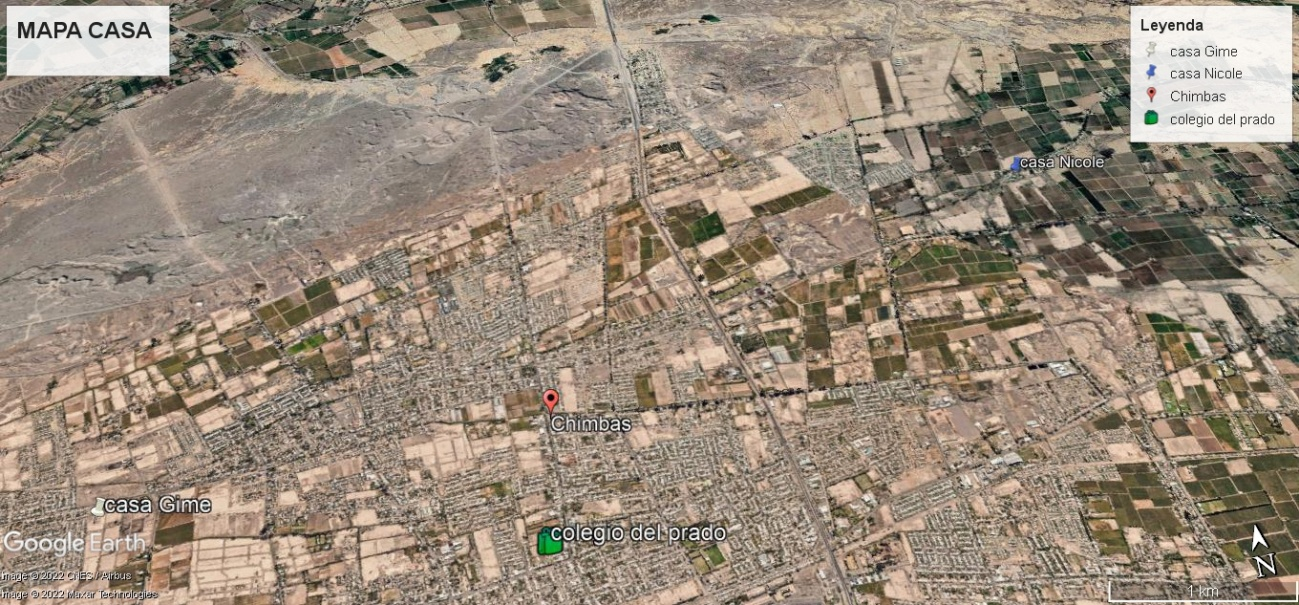 MAPA CASA
Leyenda
casa Gime
casa Nicole
Chimbas
colegio del prado
casa Nicole
Chimbas
casa Gime
colegio del prado
Google Earth
Image © 2022 CNES / Airbus
Image © 2022 Maxar Technologies
N
1 km